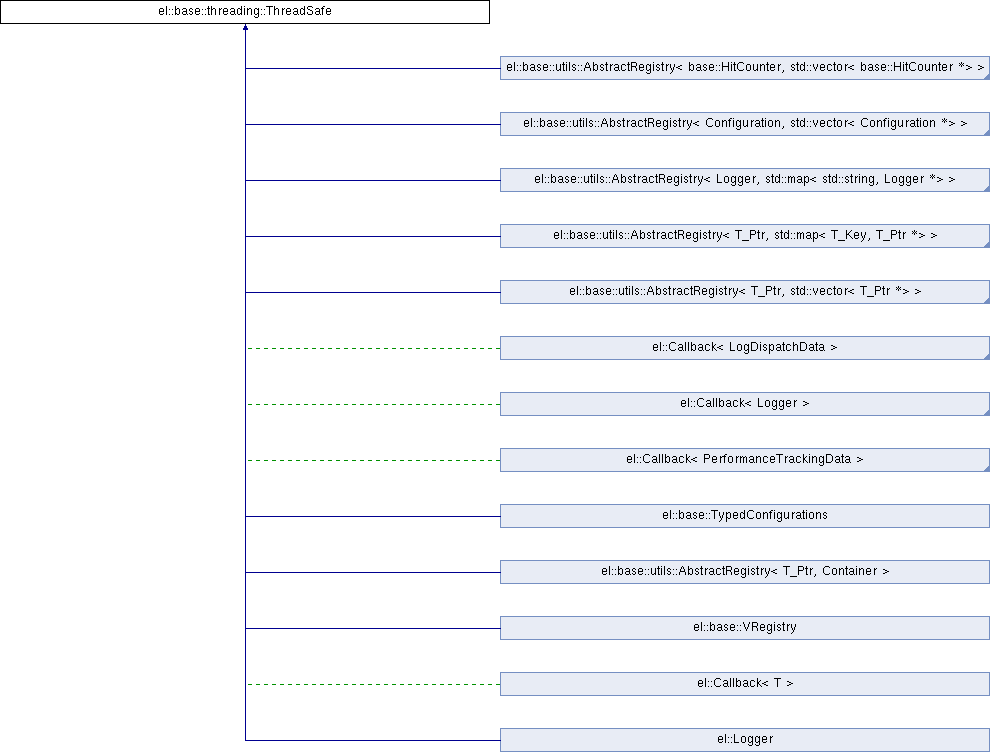 el::base::threading::ThreadSafe
el::base::utils::AbstractRegistry< base::HitCounter, std::vector< base::HitCounter *> >
el::base::utils::AbstractRegistry< Configuration, std::vector< Configuration *> >
el::base::utils::AbstractRegistry< Logger, std::map< std::string, Logger *> >
el::base::utils::AbstractRegistry< T_Ptr, std::map< T_Key, T_Ptr *> >
el::base::utils::AbstractRegistry< T_Ptr, std::vector< T_Ptr *> >
el::Callback< LogDispatchData >
el::Callback< Logger >
el::Callback< PerformanceTrackingData >
el::base::TypedConfigurations
el::base::utils::AbstractRegistry< T_Ptr, Container >
el::base::VRegistry
el::Callback< T >
el::Logger